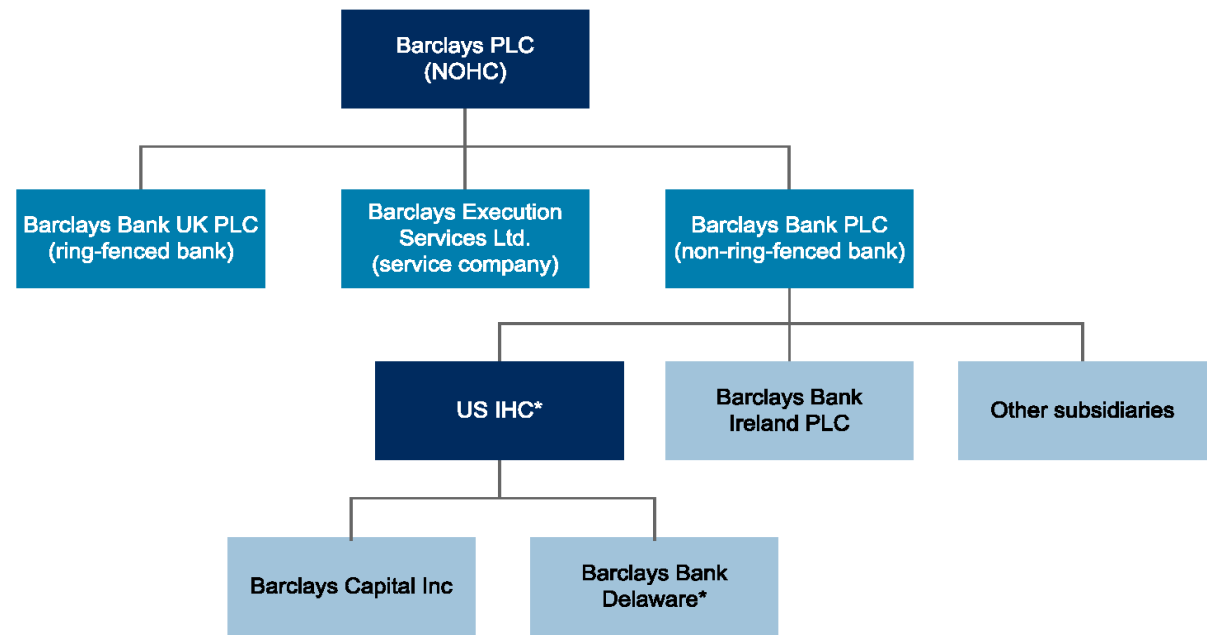 Barclays PLC
(NOHC)
Barclays Bank UK PLC
(ring-fenced bank)
Barclays Execution
Services Ltd.
(service company)
Barclays Bank PLC
(non-ring-fenced bank)
US IHC*
Barclays Bank
Ireland PLC
Other subsidiaries
Barclays Capital Inc
Barclays Bank
Delaware*